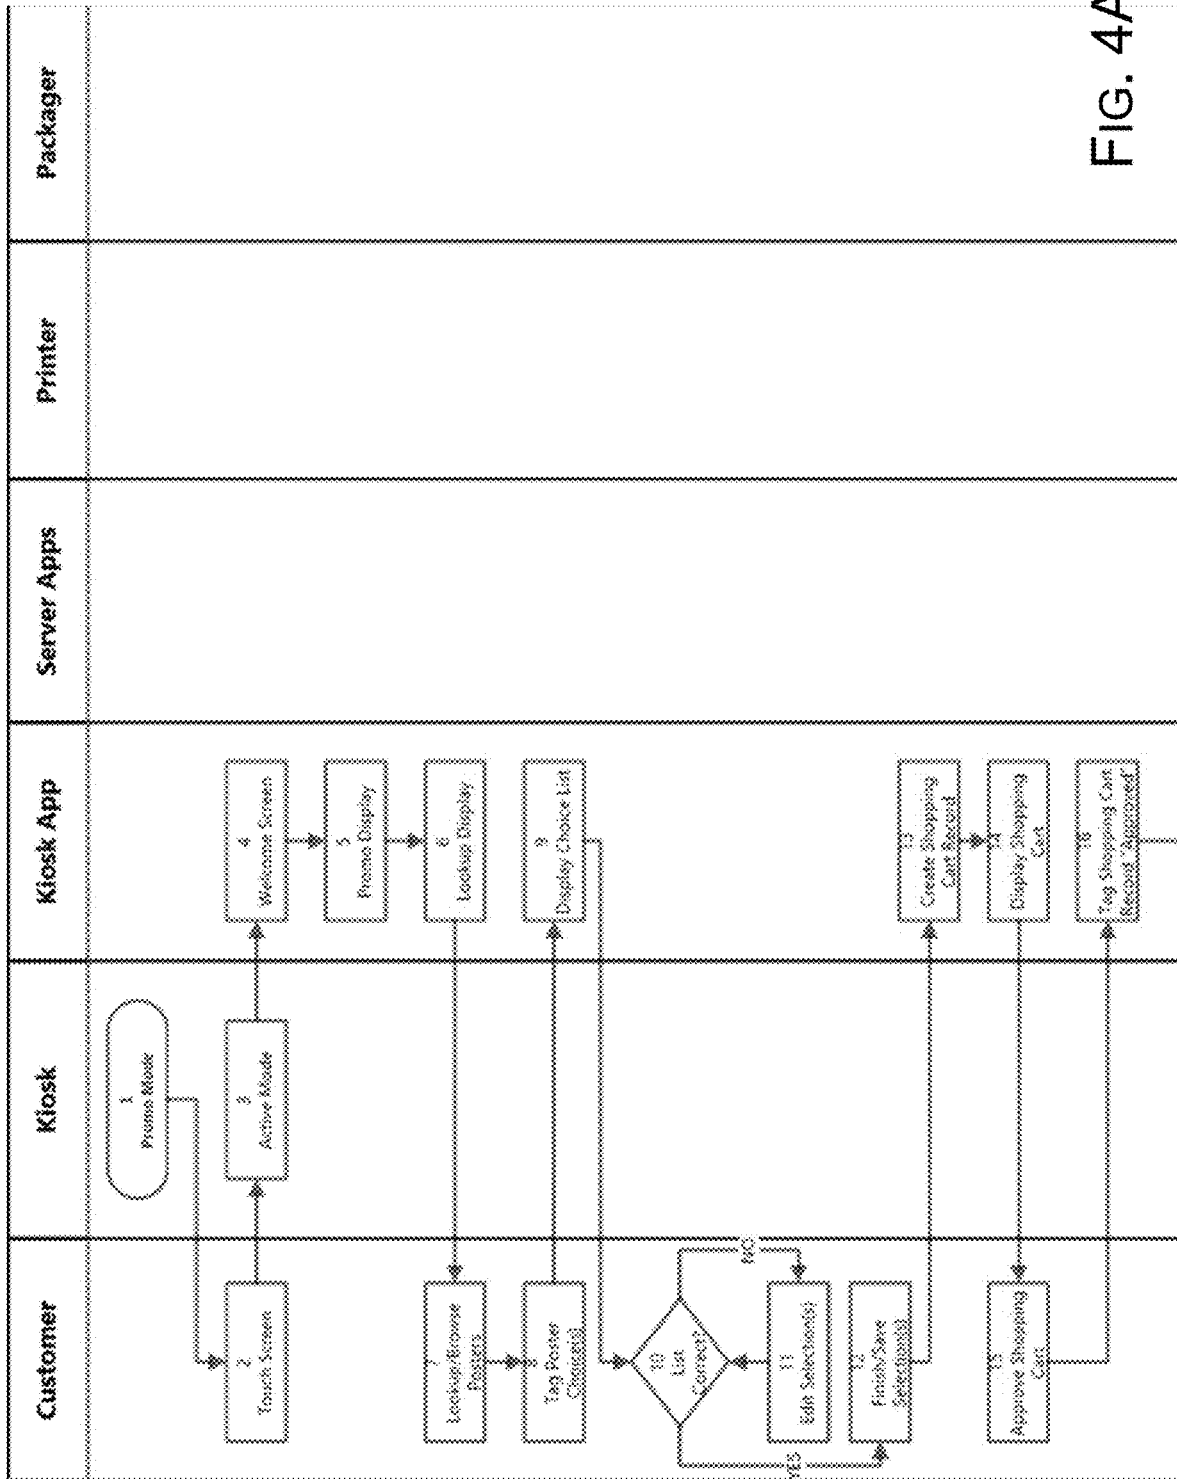 Customer
Kiosk
Kiosk App
Server Apps
Printer
Packager
1
Promo Mode
2
Touch Screen
3
Active Mode
4
Welcome Screen
5
Promo Display
6
Lookup Display
7
Lookup/Browse
Posters
8
Tag Poster
Choice(s)
9
Display Choice List
10
List
Correct?
NO
YES
11
Edit Selection(s)
12
Finish/Save
Selection(s)
13
Create Shopping
Cart Record
14
Display Shopping
Cart
15
Approve Shopping
Cart
16
Tag Shopping Cart
Record "Approved"
FIG. 4A